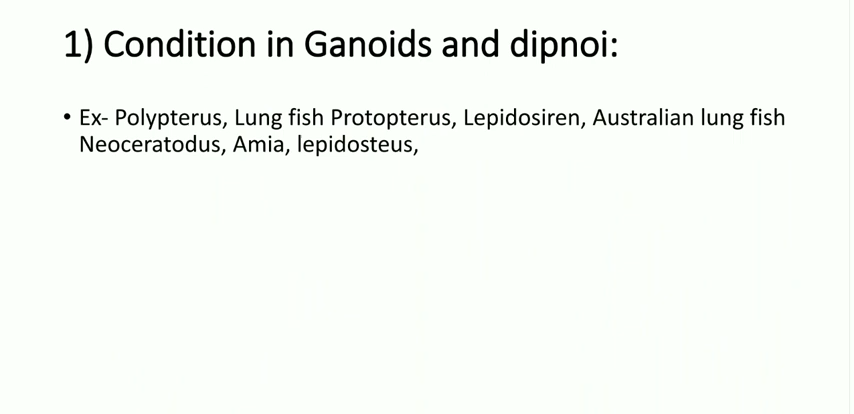 1) Condition in Ganoids and dipnoi:
• Ex- Polypterus, Lung fish Protopterus, Lepidosiren, Australian lung fish
Neoceratodus, Amia, lepidosteus,